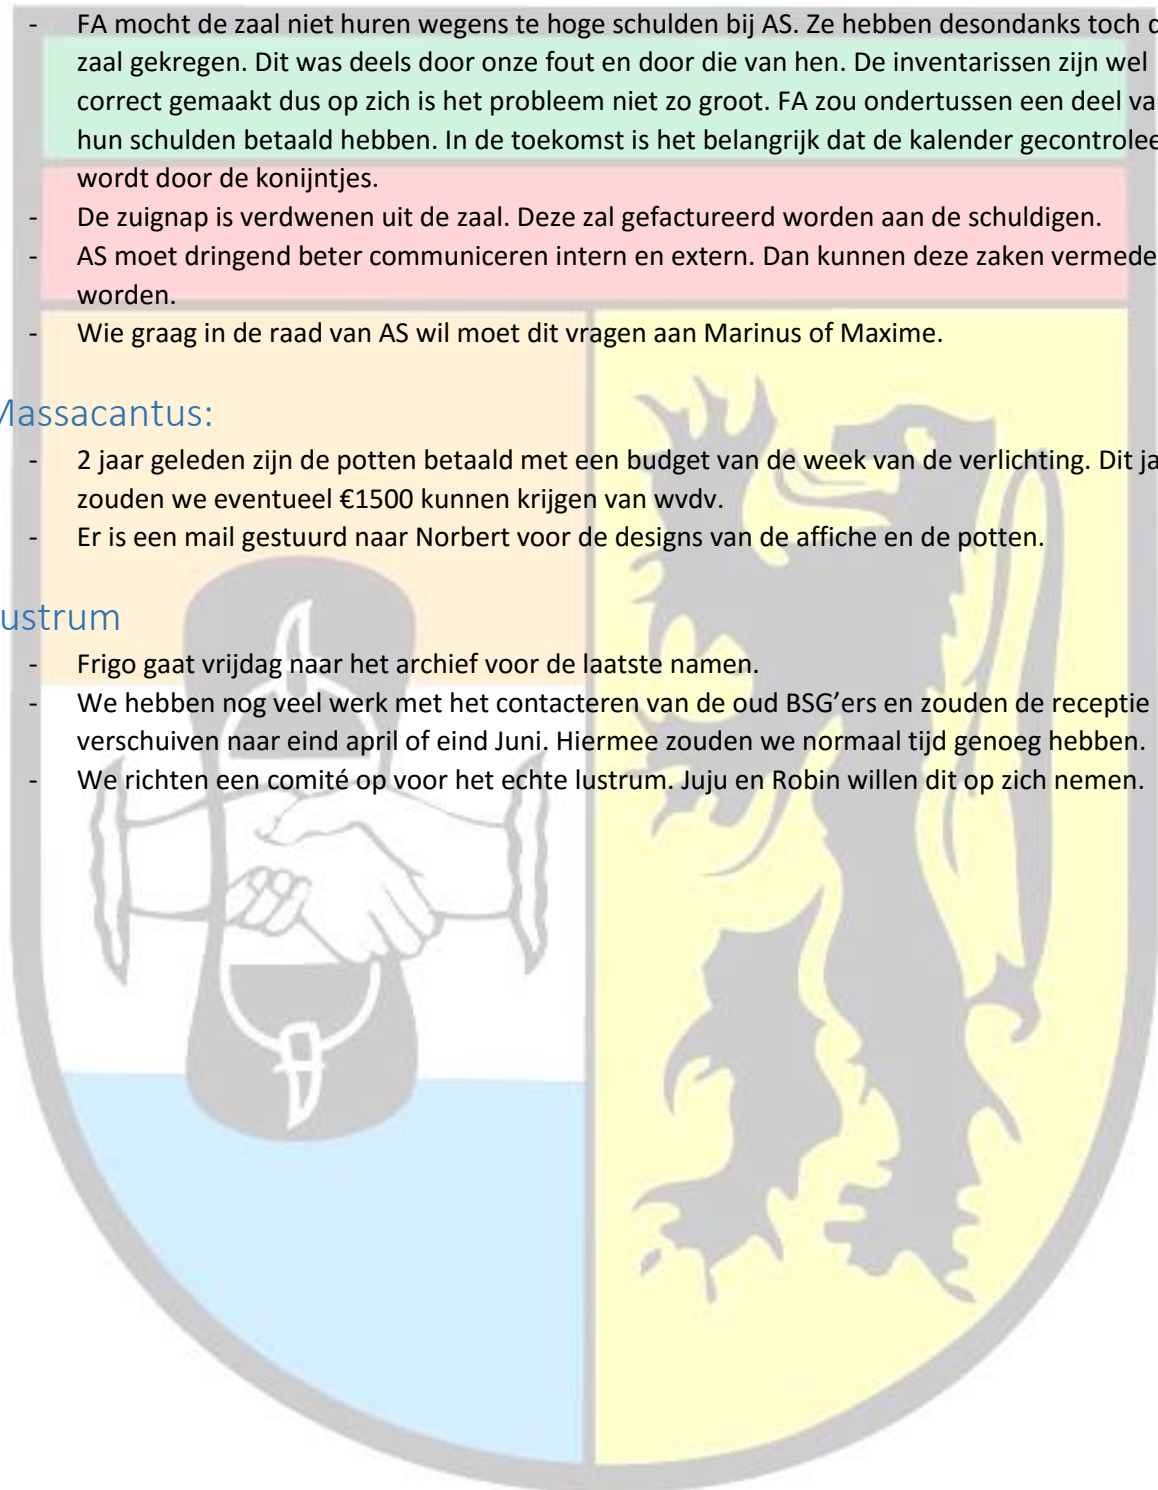 - FA mocht de zaal niet huren wegens te hoge schulden bij AS. Ze hebben desondanks toch d
zaal gekregen. Dit was deels door onze fout en door die van hen. De inventarissen zijn wel
correct gemaakt dus op zich is het probleem niet zo groot. FA zou ondertussen een deel va
hun schulden betaald hebben. In de toekomst is het belangrijk dat de kalender gecontrolee
wordt door de konijntjes.
- De zuignap is verdwenen uit de zaal. Deze zal gefactureerd worden aan de schuldigen.
- AS moet dringend beter communiceren intern en extern. Dan kunnen deze zaken vermede
worden.
- Wie graag in de raad van AS wil moet dit vragen aan Marinus of Maxime.
Massacantus:
- 2 jaar geleden zijn de potten betaald met een budget van de week van de verlichting. Dit ja
zouden we eventueel €1500 kunnen krijgen van wvdv.
- Er is een mail gestuurd naar Norbert voor de designs van de affiche en de potten.
ustrum
- Frigo gaat vrijdag naar het archief voor de laatste namen.
- We hebben nog veel werk met het contacteren van de oud BSG’ers en zouden de receptie
verschuiven naar eind april of eind Juni. Hiermee zouden we normaal tijd genoeg hebben.
- We richten een comité op voor het echte lustrum. Juju en Robin willen dit op zich nemen.